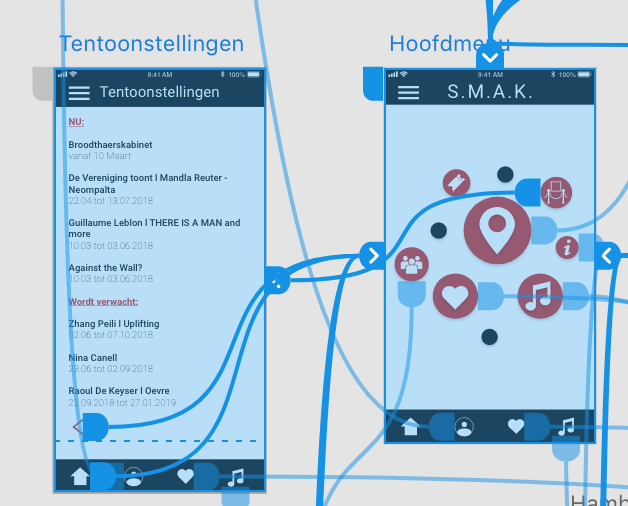 Tentoonstellingen
Hoofdmenu
9:41 AM
100%
Tentoonstellingen
NU:
Broodthaerskabinet
vanaf 10 Maart
De Vereniging toont l Mandla Reuter -
Neompalta
22.04 tot 13.07.2018
Guillaume Leblon l THERE IS A MAN and
more
10.03 tot 03.06.2018
Against the Wall?
10.03 tot 03.06.2018
Wordt verwacht:
Zhang Peili l Uplifting
02.06 tot 07.10.2018
Nina Canell
23.06 tot 02.09.2018
Raoul De Keyser l Oevre
22.09.2018 tot 27.01.2019
9:41 AM
100%
S.M.A.K.
i